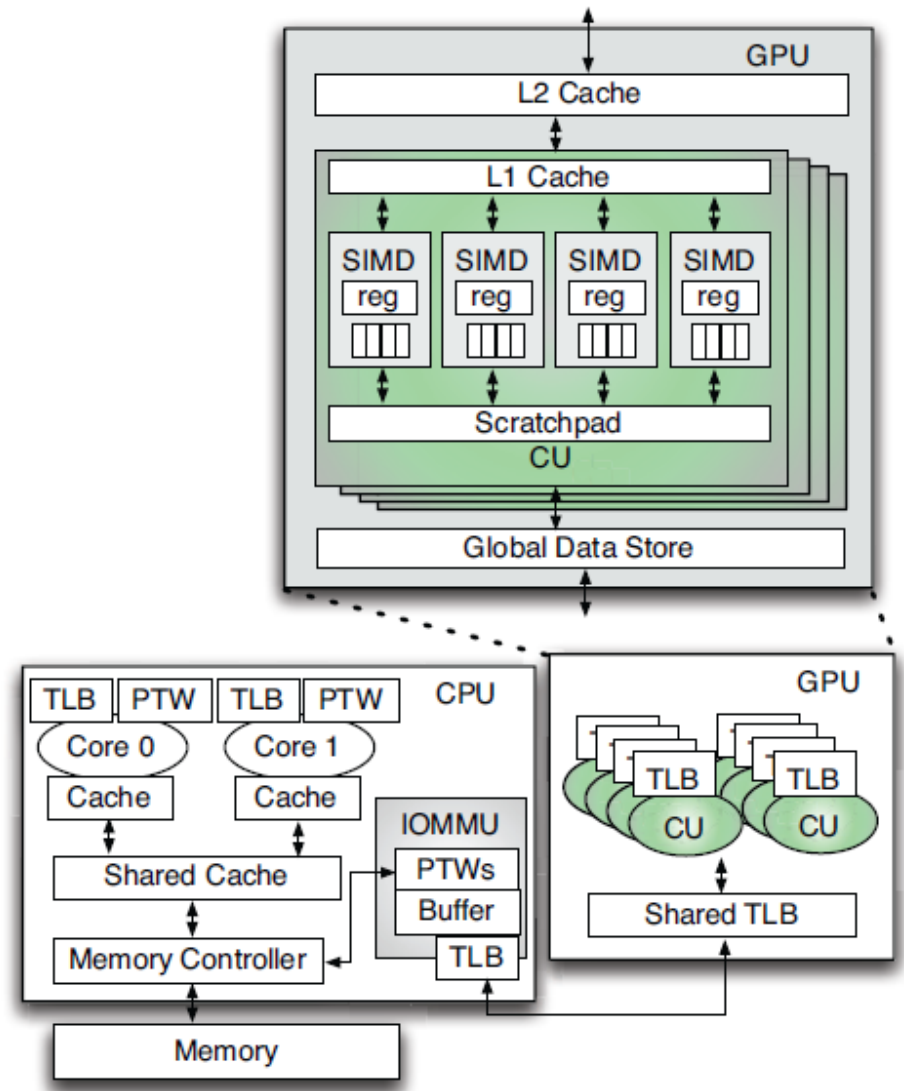 GPU
L2 Cache
L1 Cache
SIMD SIMD SIMD SIMD
reg reg reg reg
Scratchpad
CU
Global Data Store
TLB PTW TLB PTW CPU
Core 0 Core 1
Cache Cache
IOMMU
PTWs
Shared Cache
Buffer
Memory Controller
TLB
Memory
GPU
TLB TLB
CU CU
Shared TLB